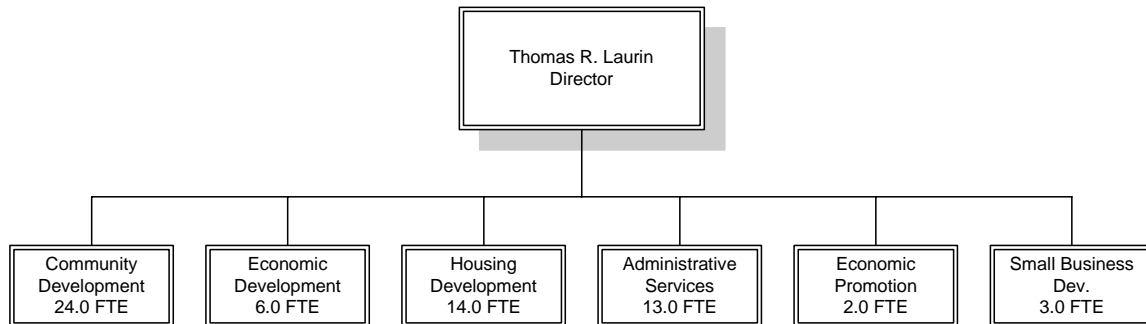 Thomas R. Laurin
Director
Community
Development
24.0 FTE
Economic
Development
6.0 FTE
Housing
Development
14.0 FTE
Administrative
Services
13.0 FTE
Economic
Promotion
2.0 FTE
Small Business
Dev.
3.0 FTE